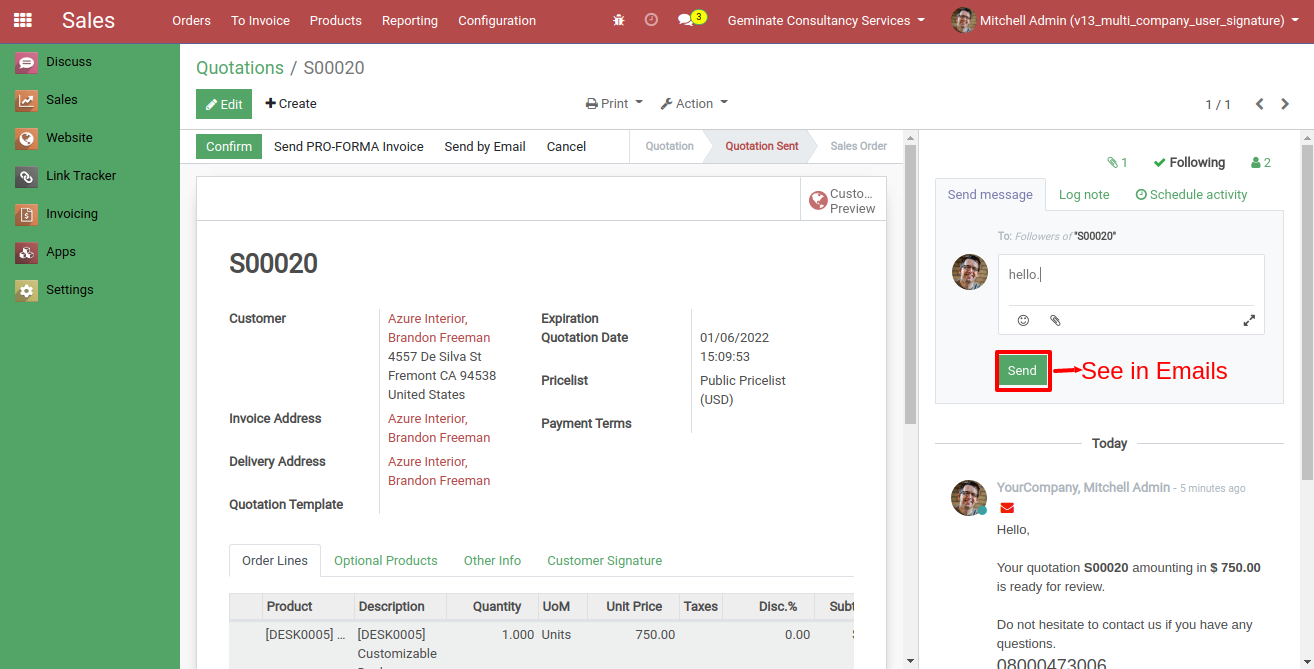 Sales
Orders
To Invoice
Products
Reporting
Configuration
3
Geminate Consultancy Services
Mitchell Admin (v13_multi_company_user_signature)
Discuss
Sales
Website
Link Tracker
Invoicing
Apps
Settings
Quotations / S00020
Edit
Create
Print
Action
1 / 1
Confirm
Send PRO-FORMA Invoice
Send by Email
Cancel
Quotation
Quotation Sent
Sales Order
Custo...
Preview
S00020
Customer
Azure Interior,
Brandon Freeman
4557 De Silva St
Fremont CA 94538
United States
Invoice Address
Azure Interior,
Brandon Freeman
Delivery Address
Azure Interior,
Brandon Freeman
Quotation Template
Expiration
Quotation Date
01/06/2022
15:09:53
Pricelist
Public Pricelist
(USD)
Payment Terms
Order Lines
Optional Products
Other Info
Customer Signature
Product
Description
Quantity
UoM
Unit Price
Taxes
Disc.%
[DESK0005] ...
[DESK0005]
Customizable
1.000
Units
750.00
0.00
1
Following
2
Send message
Log note
Schedule activity
To: Followers of "S00020"
hello.
Send
See in Emails
Today
YourCompany, Mitchell Admin - 5 minutes ago
Hello,
Your quotation S00020 amounting in $ 750.00
is ready for review.
Do not hesitate to contact us if you have any
questions.
08000473006